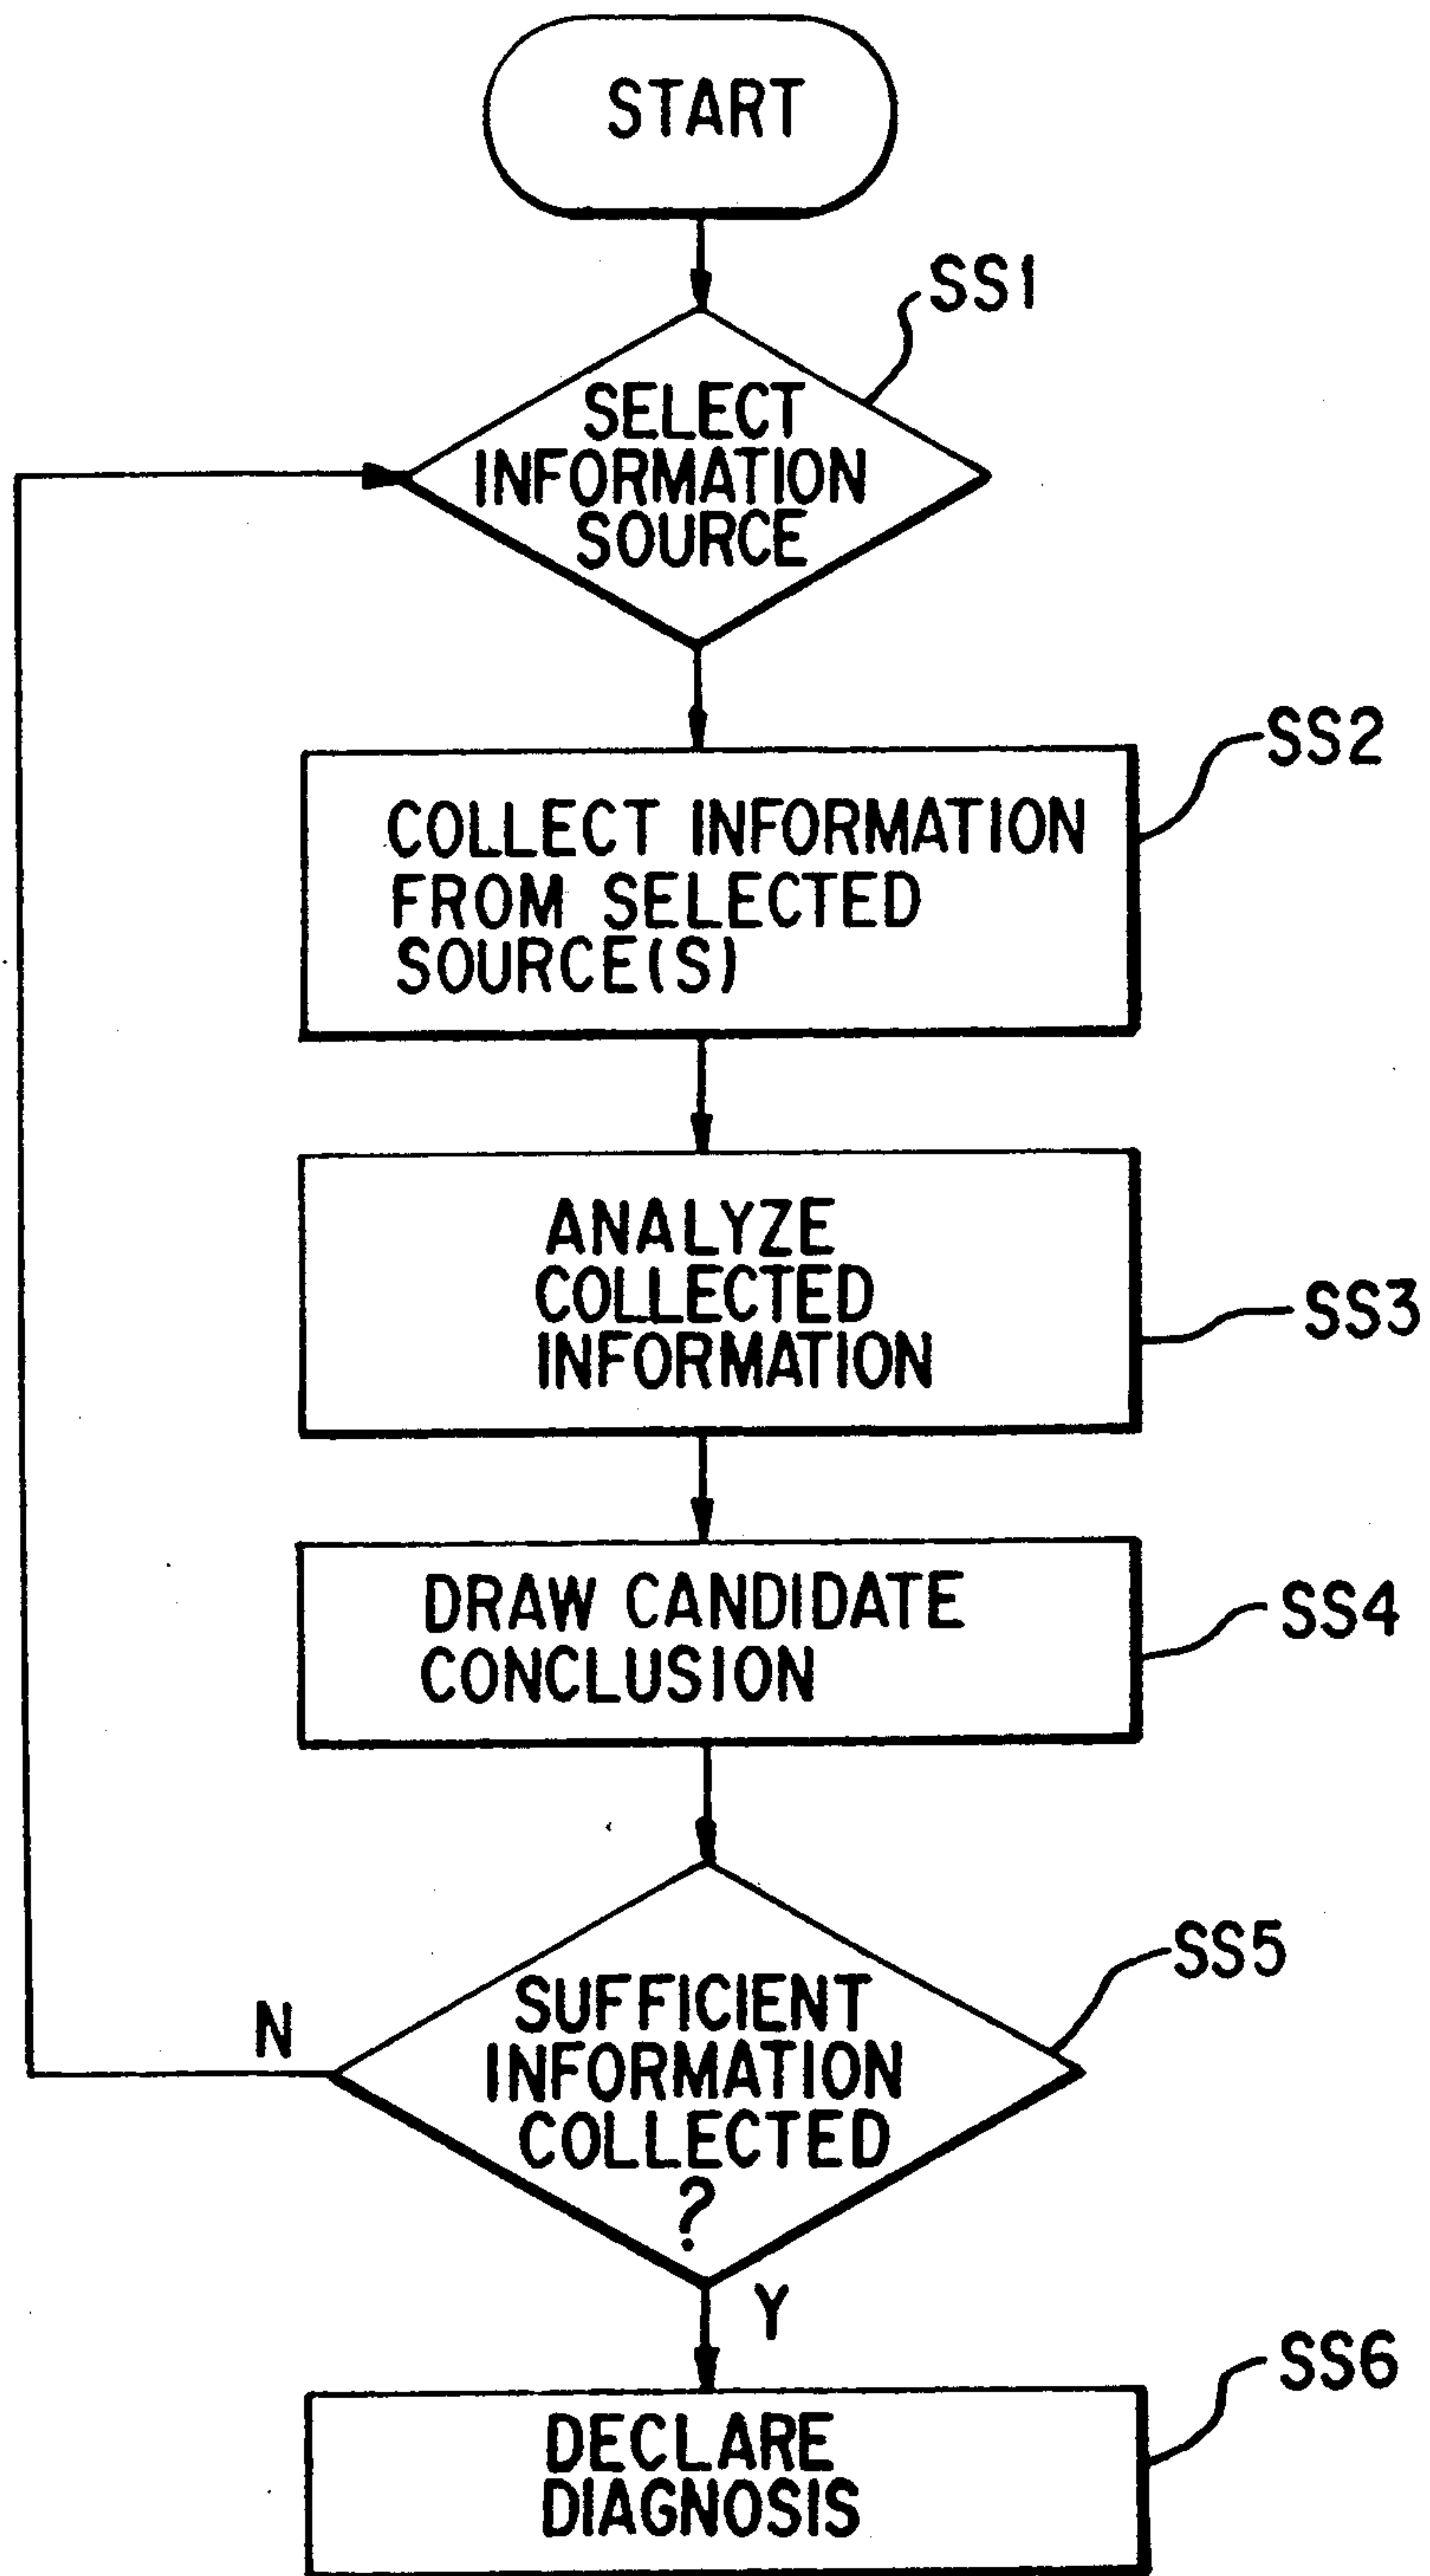 START
SS1
SELECT
INFORMATION
SOURCE
SS2
COLLECT INFORMATION
FROM SELECTED
SOURCE(S)
ANALYZE
COLLECTED
INFORMATION
SS3
DRAW CANDIDATE
CONCLUSION
SS4
SS5
SUFFICIENT
INFORMATION
COLLECTED
?
N
Y
SS6
DECLARE
DIAGNOSIS